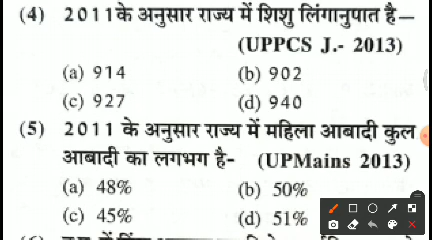 (4) 2011के अनुसार राज्य में शिशु लिंगानुपात है—
(UPPCS J.- 2013)
(a) 914 (b) 902
(c) 927 (d) 940
(5) 2011 के अनुसार राज्य में महिला आबादी कुल
आबादी का लगभग है- (UPMains 2013)
(a) 48% (b) 50%
(c) 45% (d) 51%